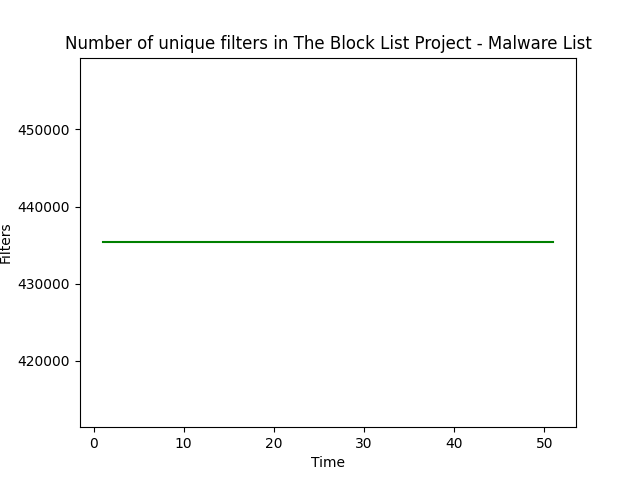 Number of unique filters in The Block List Project - Malware List
450000
440000
430000
420000
Filters
0 10 20 30 40 50
Time